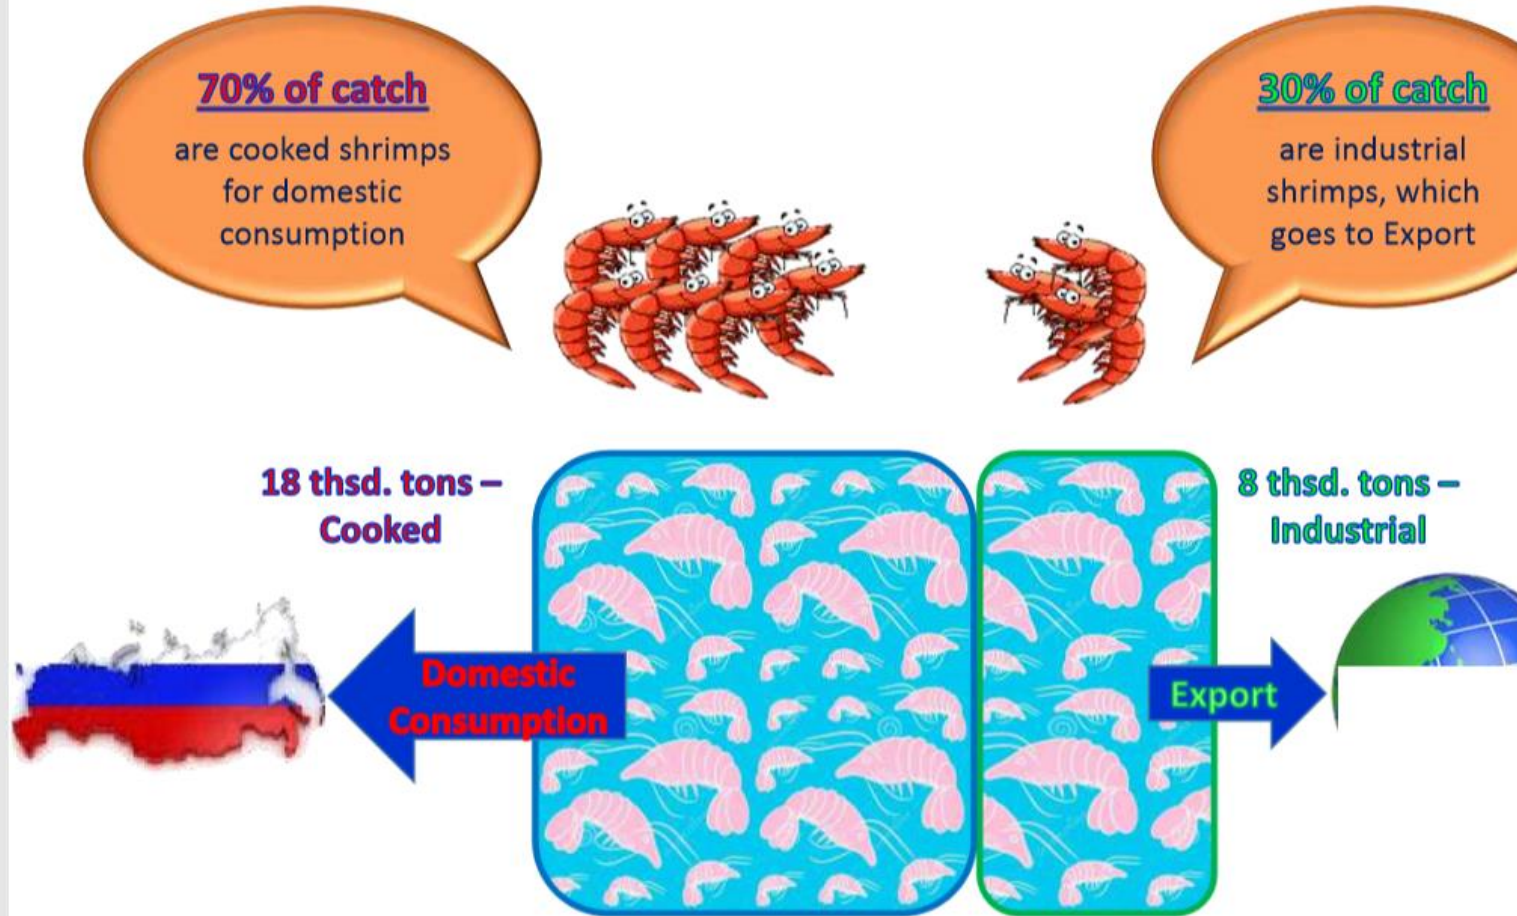 70% of catch
are cooked shrimps
for domestic
consumption
30% of catch
are industrial
shrimps, which
goes to Export
18 thsd. tons –
Cooked
8 thsd. tons –
Industrial
Domestic
Consumption
Export